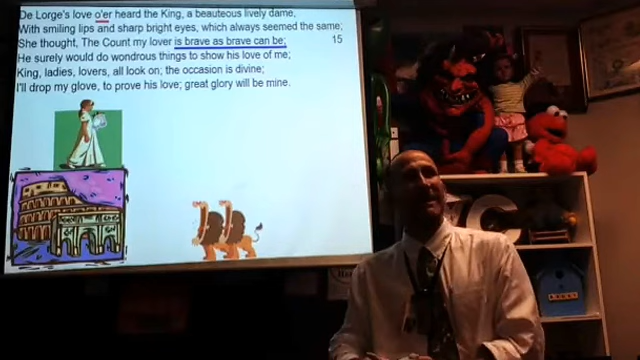 De Lorge's love o'er heard the King, a beauteous lively dame,
With smiling lips and sharp bright eyes, which always seemed the same;
She thought, The Count my lover is brave as brave can be; 15
He surely would do wondrous things to show his love of me;
King, ladies, lovers, all look on; the occasion is divine;
I'll drop my glove, to prove his love; great glory will be mine.